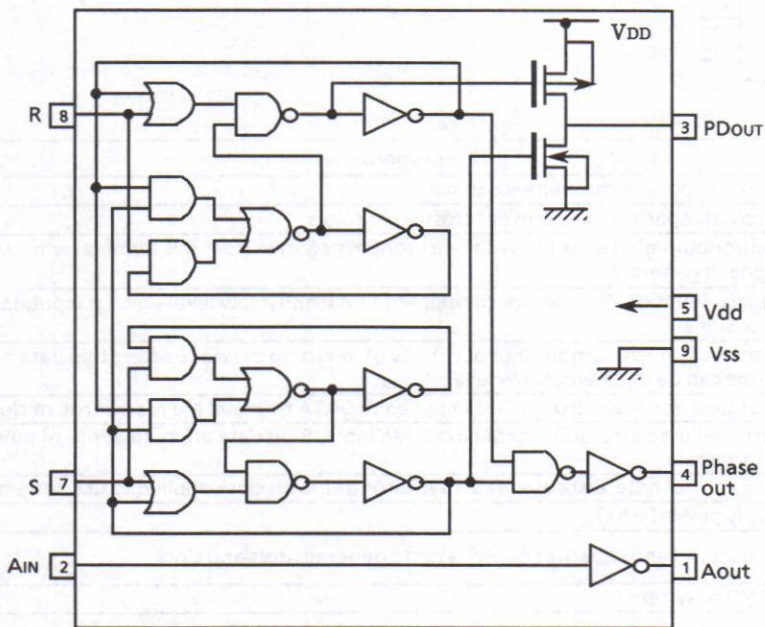 VDD
R 8
3 PDOUT
5 Vdd
9 Vss
S 7
4 Phase
out
AIN 2
1 Aout